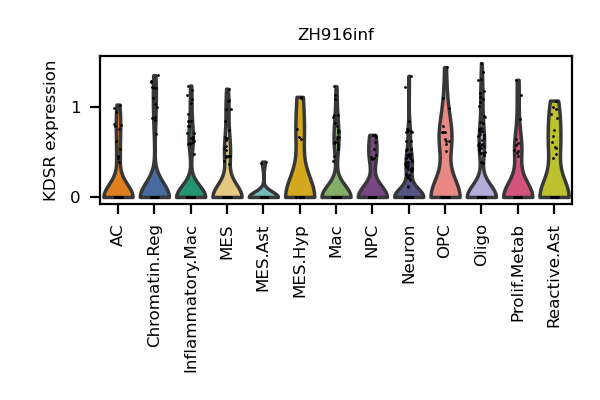 ZH916inf
KDSR expression
1
0
AC
Chromatin.Reg
Inflammatory.Mac
MES
MES.Ast
MES.Hyp
Mac
NPC
Neuron
OPC
Oligo
Prolif.Metab
Reactive.Ast